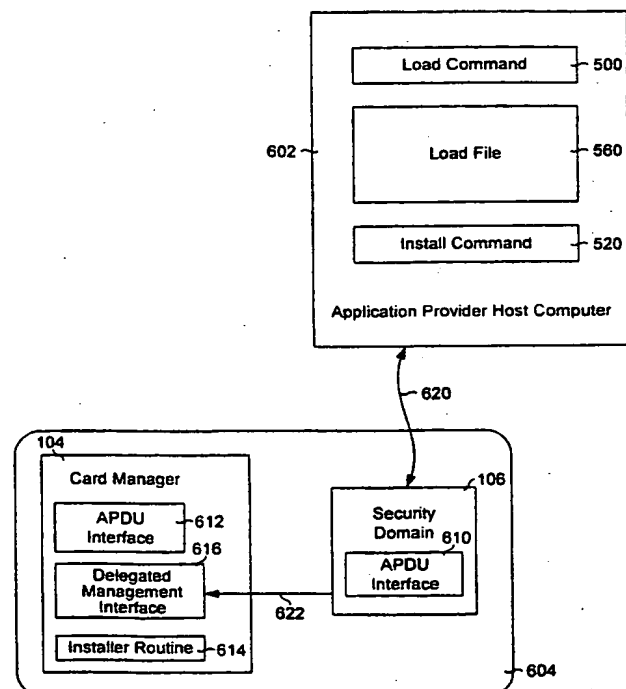 Load Command
500
602
Load File
560
Install Command
520
Application Provider Host Computer
620
104
Card Manager
106
APDU
Interface
612
Security
Domain
616
610
Delegated
Management
Interface
APDU
Interface
622
Installer Routine
614
604